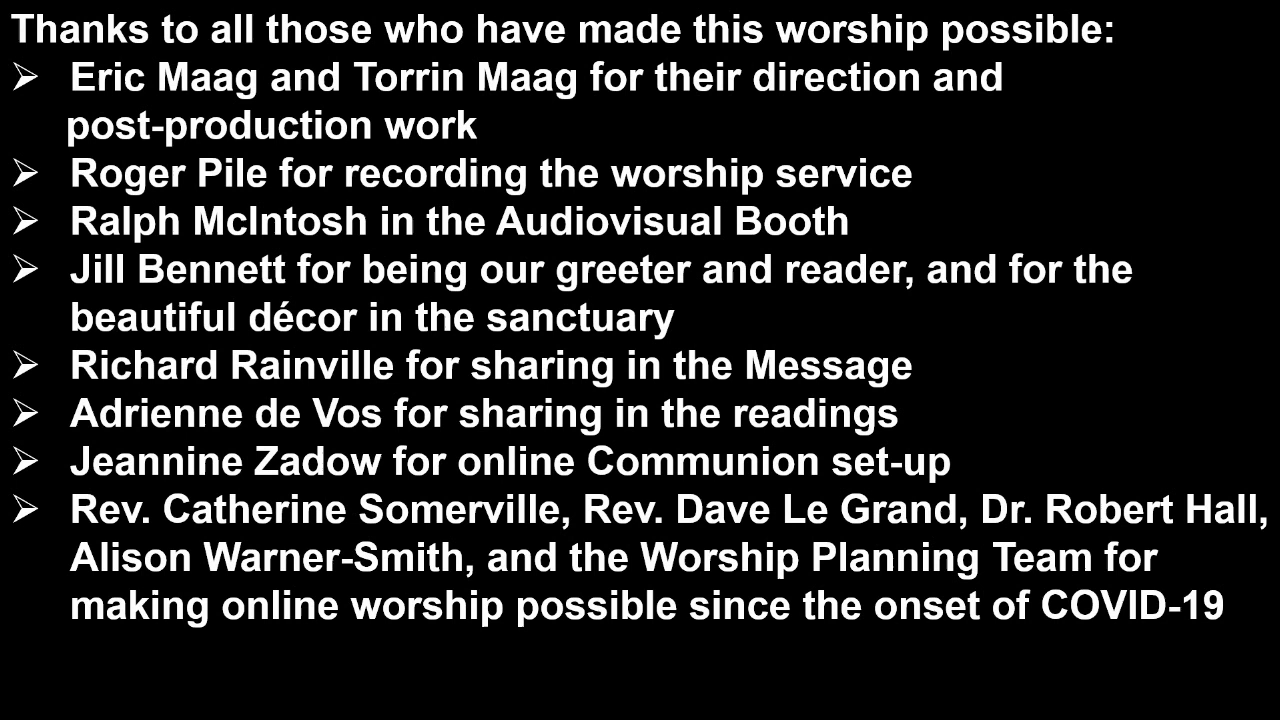 Thanks to all those who have made this worship possible:
➢ Eric Maag and Torrin Maag for their direction and
post-production work
➢ Roger Pile for recording the worship service
➢ Ralph McIntosh in the Audiovisual Booth
➢ Jill Bennett for being our greeter and reader, and for the
beautiful décor in the sanctuary
➢ Richard Rainville for sharing in the Message
➢ Adrienne de Vos for sharing in the readings
➢ Jeannine Zadow for online Communion set-up
➢ Rev. Catherine Somerville, Rev. Dave Le Grand, Dr. Robert Hall,
Alison Warner-Smith, and the Worship Planning Team for
making online worship possible since the onset of COVID-19